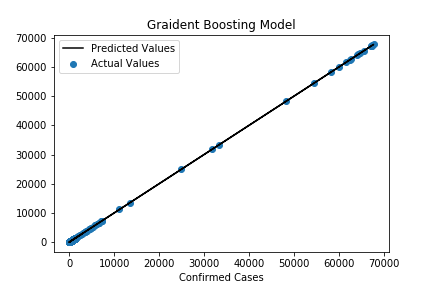 Graident Boosting Model
Predicted Values
Actual Values
70000
60000
50000
40000
30000
20000
10000
0
0 10000 20000 30000 40000 50000 60000 70000
Confirmed Cases